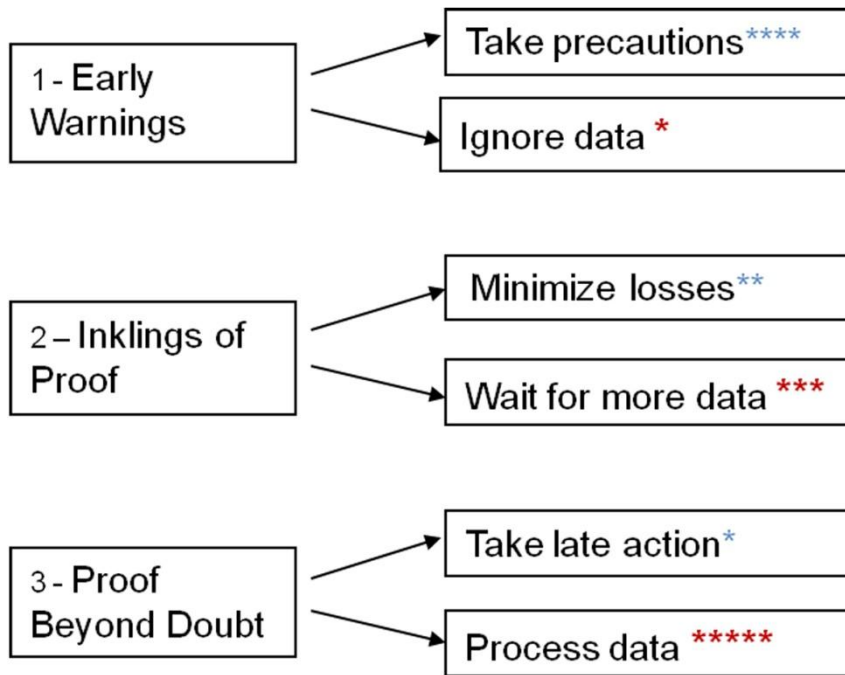 Take precautions****
1 - Early
Warnings
Ignore data *
Minimize losses**
2 – Inklings of
Proof
Wait for more data ***
Take late action*
3 - Proof
Beyond Doubt
Process data *****